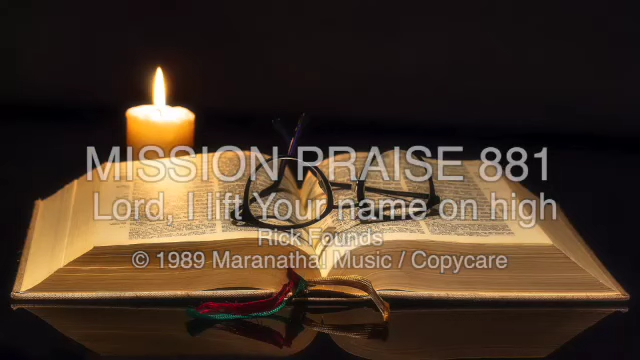 MISSION PRAISE 881
Lord, I lift Your name on high
Rick Founds
© 1989 Maranatha! Music / Copycare